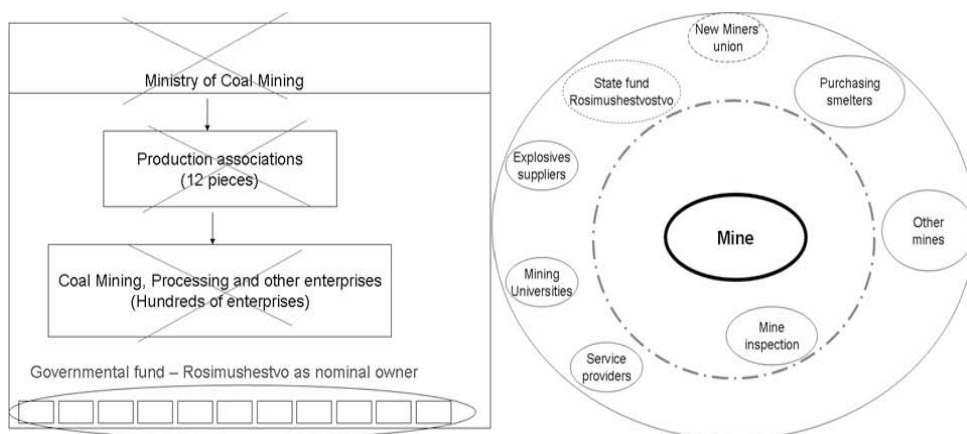 Ministry of Coal Mining
Production associations
(12 pieces)
Coal Mining, Processing and other enterprises
(Hundreds of enterprises)
Governmental fund – Rosimushestvo as nominal owner
New Miners'
union
State fund
Rosimushestvostvo
Purchasing
smelters
Explosives
suppliers
Mine
Other
mines
Mining
Universities
Mine
inspection
Service
providers